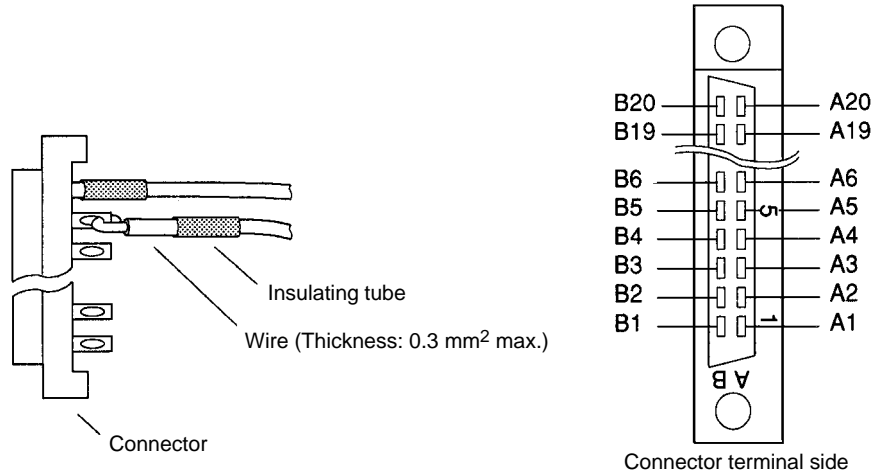 Insulating tube
Wire (Thickness: 0.3 mm² max.)
Connector
B20 A20
B19 A19
B6 A6
B5 5 A5
B4 A4
B3 A3
B2 A2
B1 1 A1
B A
Connector terminal side